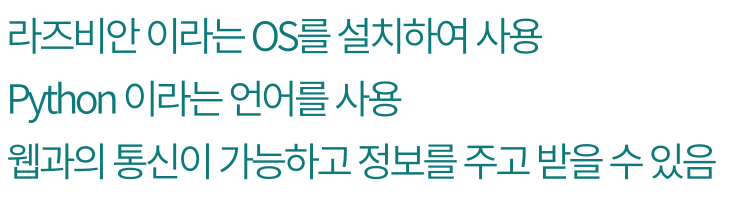 라즈비안 이라는 OS를 설치하여 사용
Python 이라는 언어를 사용
웹과의 통신이 가능하고 정보를 주고 받을 수 있음